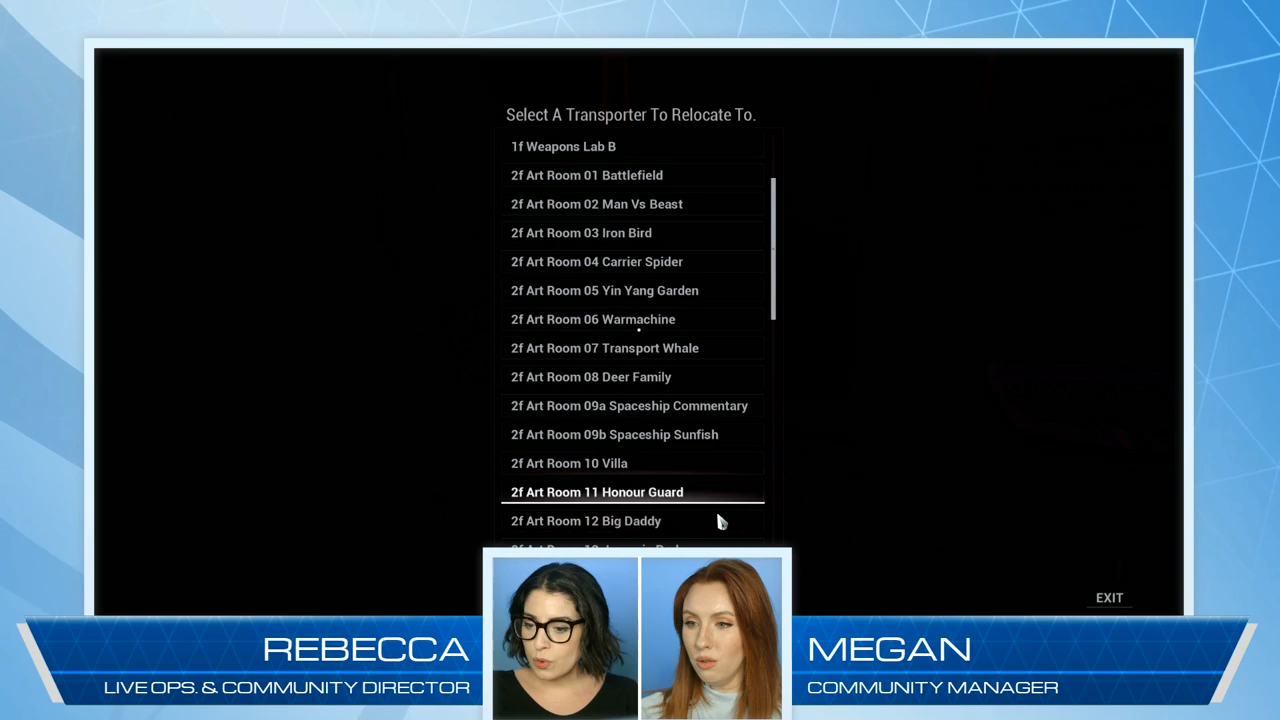 Select A Transporter To Relocate To.
1f Weapons Lab B
2f Art Room 01 Battlefield
2f Art Room 02 Man Vs Beast
2f Art Room 03 Iron Bird
2f Art Room 04 Carrier Spider
2f Art Room 05 Yin Yang Garden
2f Art Room 06 Warmachine
2f Art Room 07 Transport Whale
2f Art Room 08 Deer Family
2f Art Room 09a Spaceship Commentary
2f Art Room 09b Spaceship Sunfish
2f Art Room 10 Villa
2f Art Room 11 Honour Guard
2f Art Room 12 Big Daddy
EXIT
REBECCA
LIVE OPS. & COMMUNITY DIRECTOR
MEGAN
COMMUNITY MANAGER